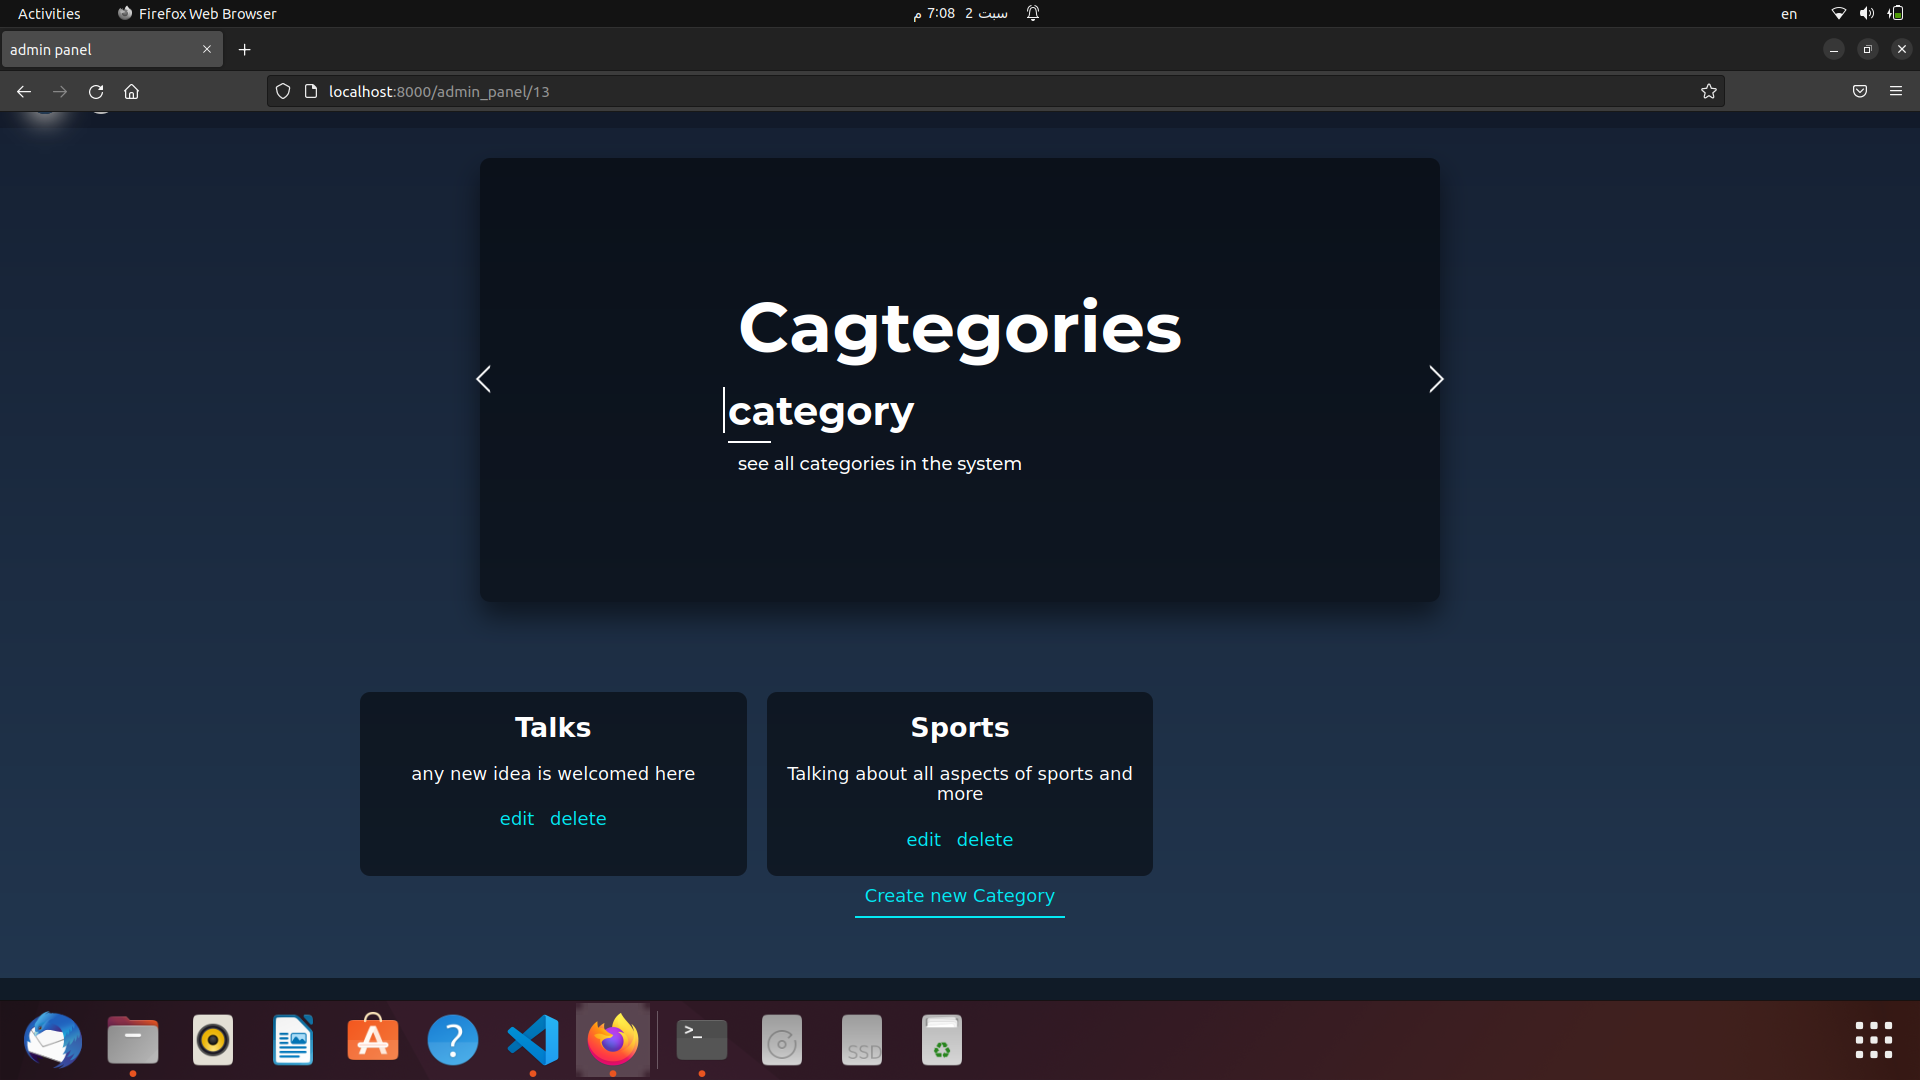 Activities
Firefox Web Browser
سبت 2 7:08 م
en
admin panel
localhost:8000/admin_panel/13
Cagtegories
category
see all categories in the system
Talks
any new idea is welcomed here
edit delete
Sports
Talking about all aspects of sports and
more
edit delete
Create new Category
>_
SSD